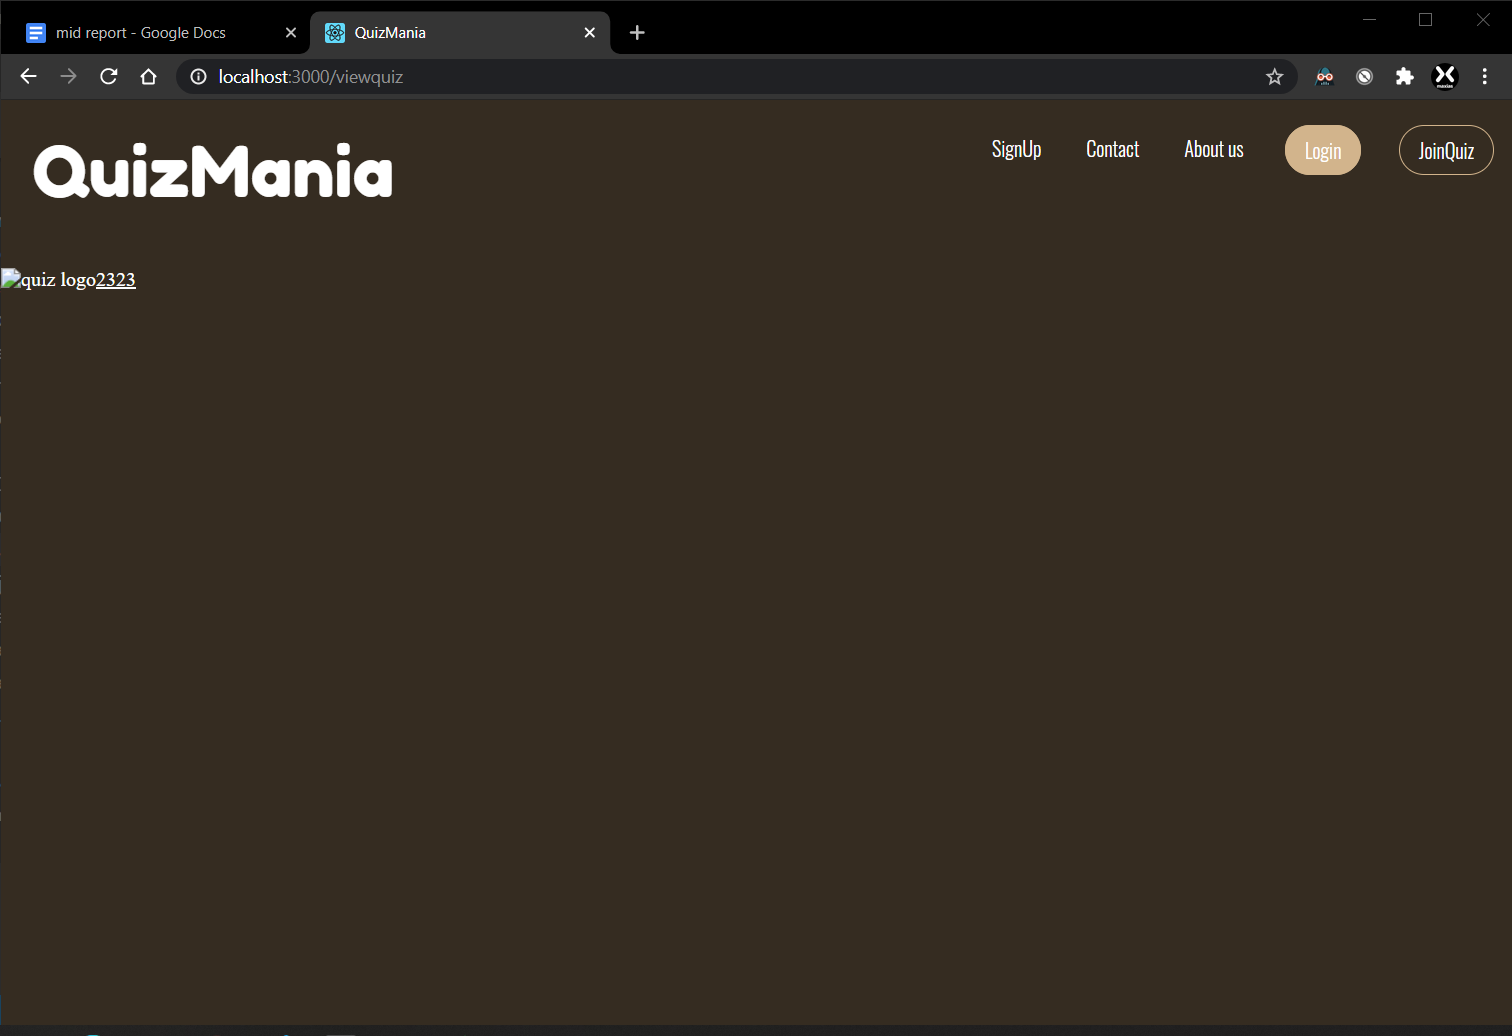 mid report - Google Docs
QuizMania
localhost:3000/viewquiz
QuizMania
SignUp
Contact
About us
Login
JoinQuiz
quiz logo2323